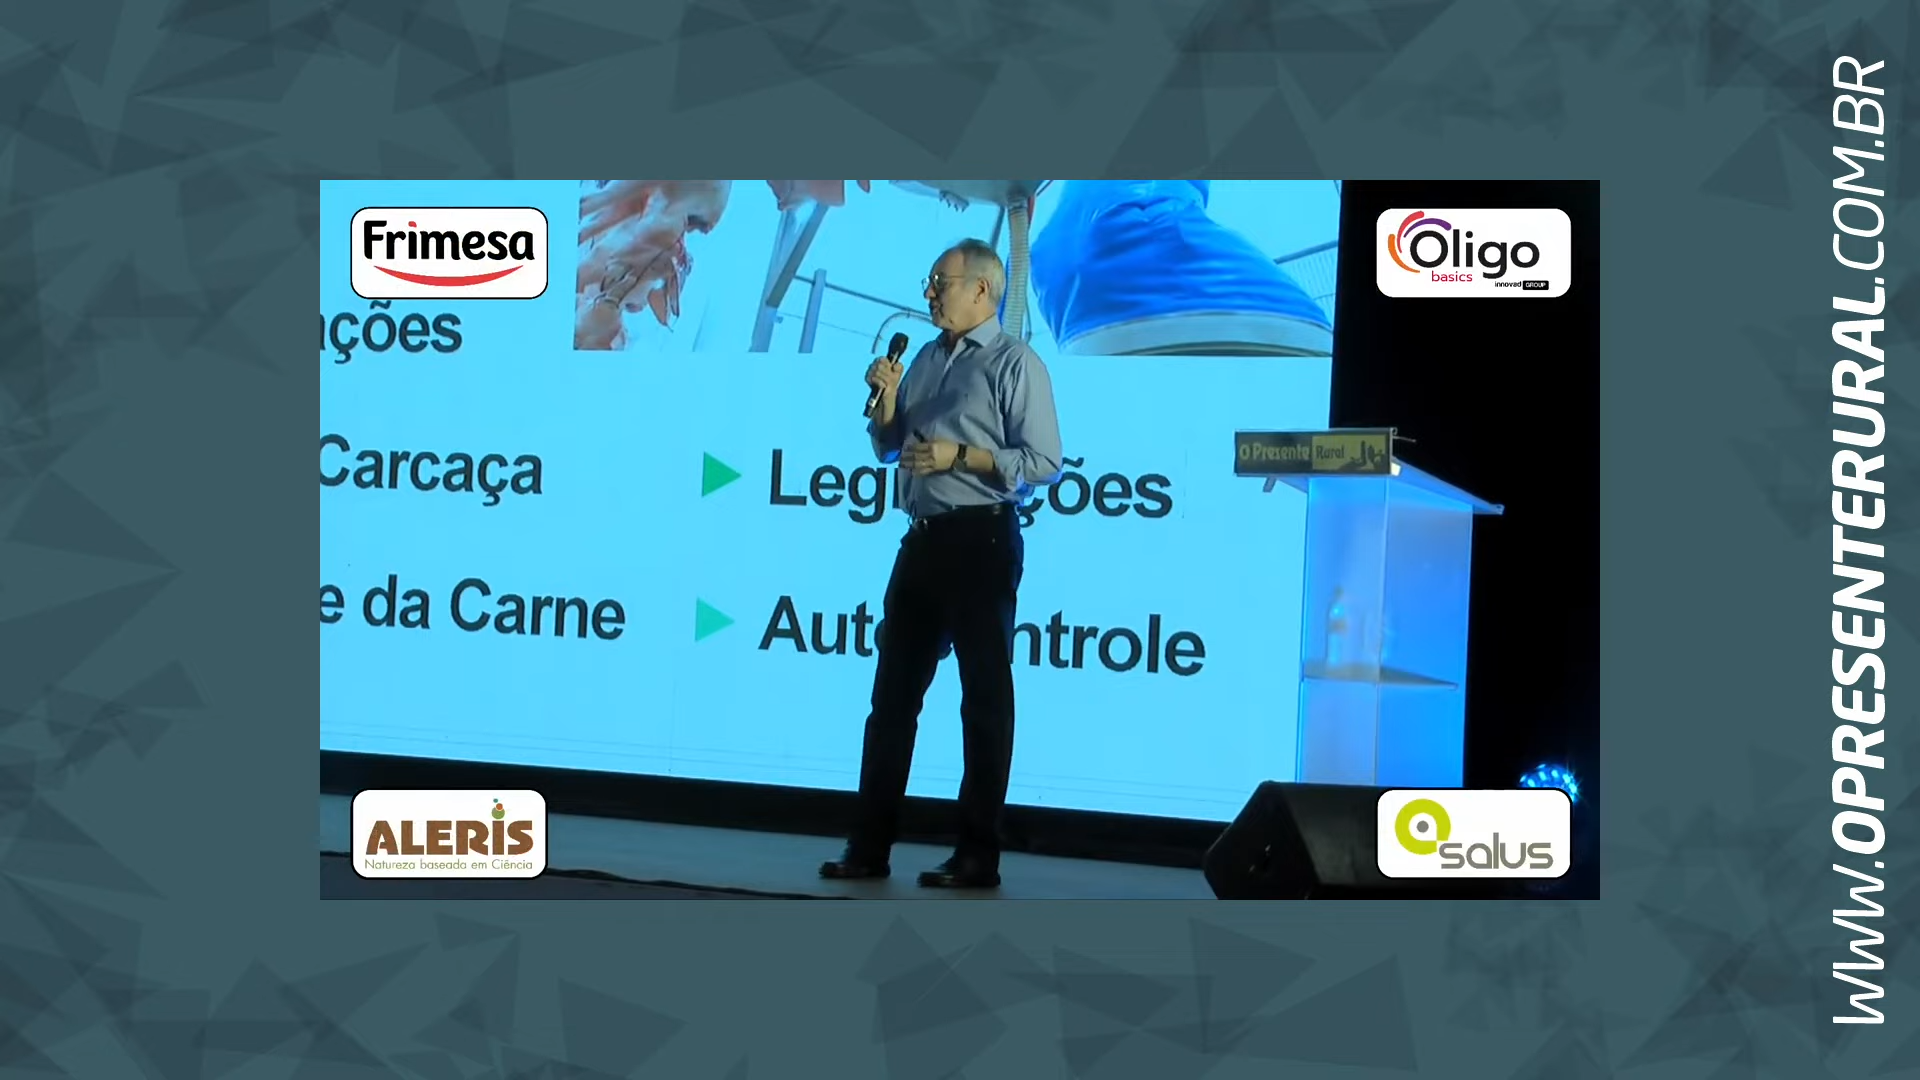 Frimesa
Oligo
basics
innovad GROUP
ações
Carcaça
e da Carne
Legi ções
Aut ntrole
O Presente Rural
ALERIS
Natureza baseada em Ciência
salus
WWW.OPRESENTERURAL.COM.BR